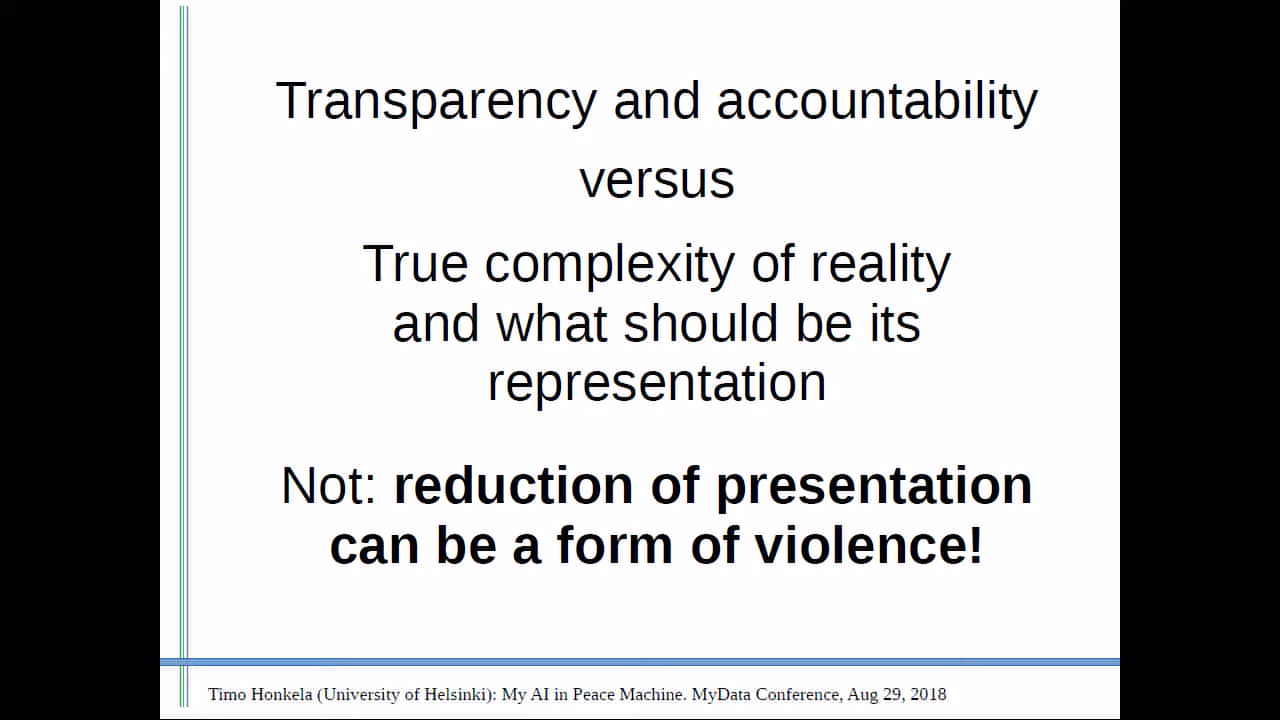 Transparency and accountability
versus
True complexity of reality
and what should be its
representation
Not: reduction of presentation
can be a form of violence!
Timo Honkela (University of Helsinki): My AI in Peace Machine. MyData Conference, Aug 29, 2018